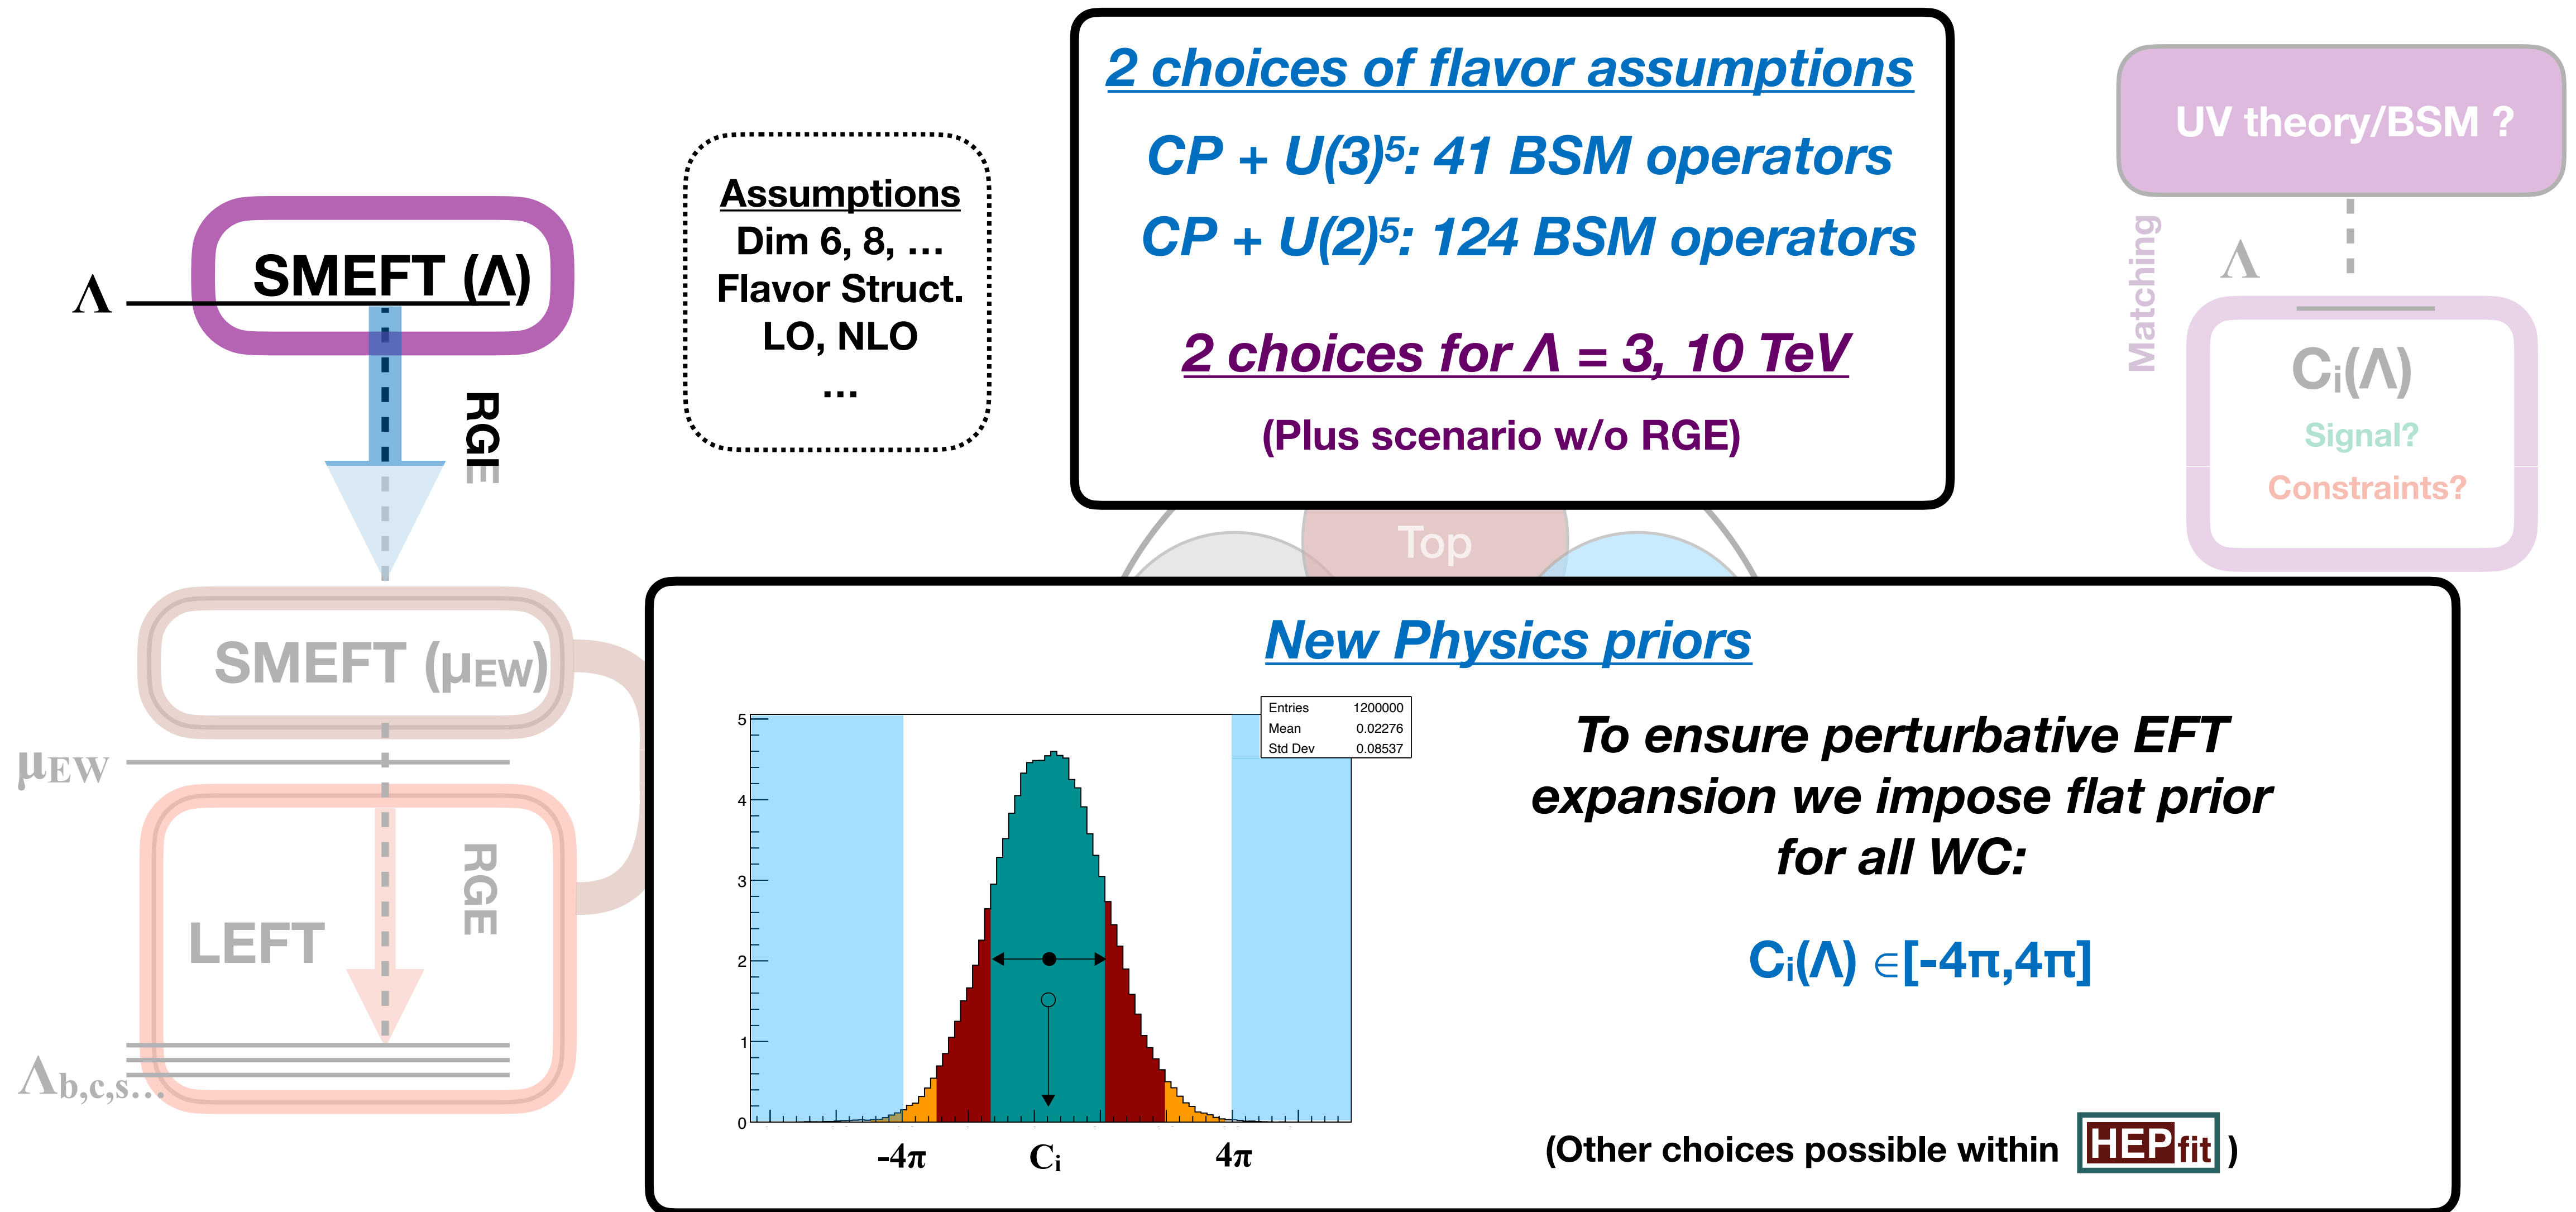 SMEFT (Λ)
Λ
RGE
SMEFT (μEW)
μEW
LEFT
RGE
Λb,c,s...
Assumptions
Dim 6, 8, ...
Flavor Struct.
LO, NLO
...
2 choices of flavor assumptions
CP + U(3)⁵: 41 BSM operators
CP + U(2)⁵: 124 BSM operators
2 choices for Λ = 3, 10 TeV
(Plus scenario w/o RGE)
UV theory/BSM ?
Matching
Λ
Cᵢ(Λ)
Signal?
Constraints?
Top
New Physics priors
Entries 1200000
Mean 0.02276
Std Dev 0.08537
5
4
3
2
1
0
-4π Cᵢ 4π
To ensure perturbative EFT
expansion we impose flat prior
for all WC:
Cᵢ(Λ) ∈[-4π,4π]
(Other choices possible within HEPfit )